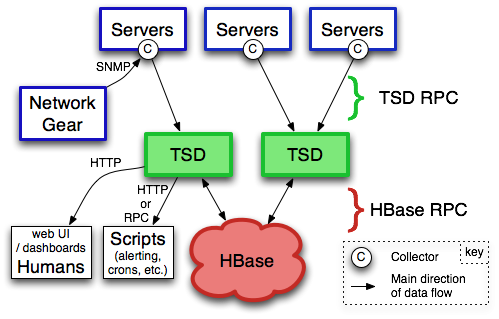 Servers
Servers
Servers
C
C
C
SNMP
Network
Gear
TSD RPC
TSD
TSD
HTTP
HTTP
or
RPC
HBase RPC
web UI
/ dashboards
Humans
Scripts
(alerting,
crons, etc.)
HBase
key
C
Collector
Main direction
of data flow